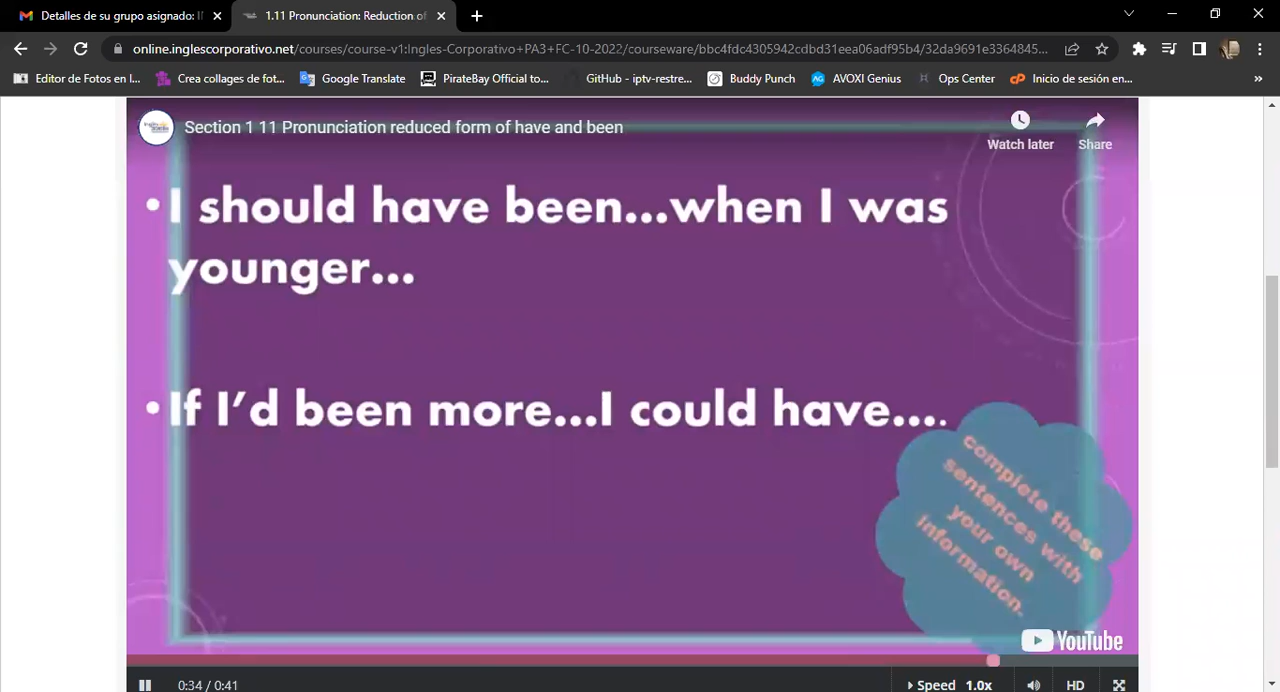 Detalles de su grupo asignado: I
1.11 Pronunciation: Reduction of
online.inglescorporativo.net/courses/course-v1:Ingles-Corporativo+PA3+FC-10-2022/courseware/bbc4fdc4305942cdbd31eea06adf95b4/32da9691e3364845...
Editor de Fotos en l... Crea collages de fot... Google Translate PirateBay Official to... GitHub - iptv-restre... Buddy Punch AVOXI Genius Ops Center Inicio de sesión en... »
Section 1 11 Pronunciation reduced form of have and been
Watch later Share
• I should have been...when I was
younger...
• If I'd been more...I could have....
complete these
sentences with
your own
information.
YouTube
0:34 / 0:41 Speed 1.0x HD